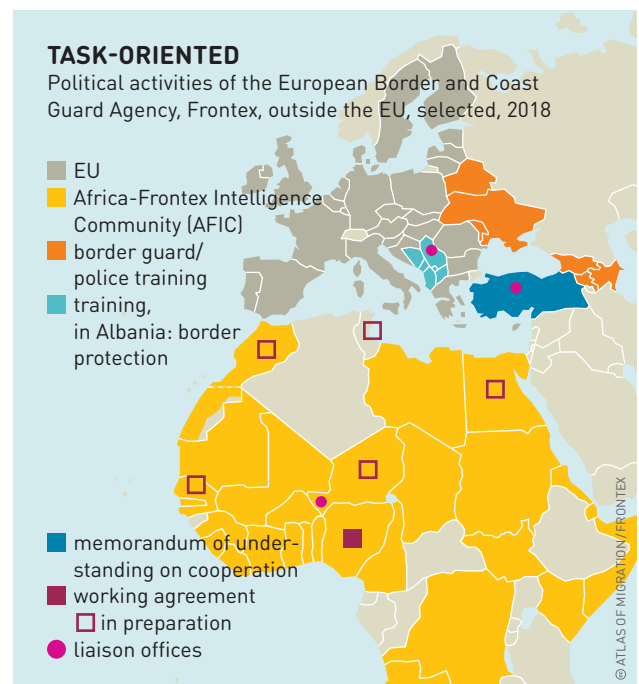 TASK-ORIENTED
Political activities of the European Border and Coast
Guard Agency, Frontex, outside the EU, selected, 2018
EU
Africa-Frontex Intelligence
Community (AFIC)
border guard/
police training
training,
in Albania: border
protection
memorandum of under-
standing on cooperation
working agreement
in preparation
liaison offices
ATLAS OF MIGRATION / FRONTEX